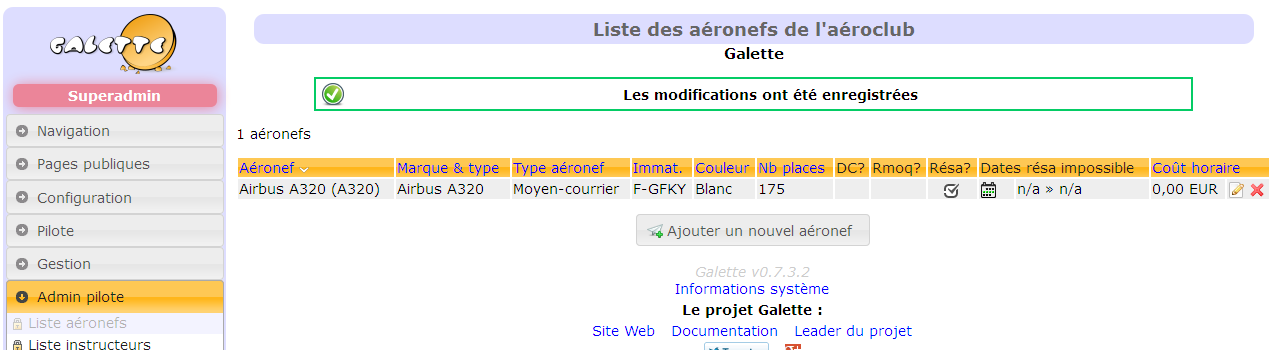 GALETTE
Superadmin
Navigation
Pages publiques
Configuration
Pilote
Gestion
Admin pilote
Liste aéronefs
Liste instructeurs
Liste des aéronefs de l'aéroclub
Galette
Les modifications ont été enregistrées
1 aéronefs
Aéronef Marque & type Type aéronef Immat. Couleur Nb places DC? Rmoq? Résa? Dates résa impossible Coût horaire
Airbus A320 (A320) Airbus A320 Moyen-courrier F-GFKY Blanc 175 n/a » n/a 0,00 EUR
Ajouter un nouvel aéronef
Galette v0.7.3.2
Informations système
Le projet Galette :
Site Web Documentation Leader du projet